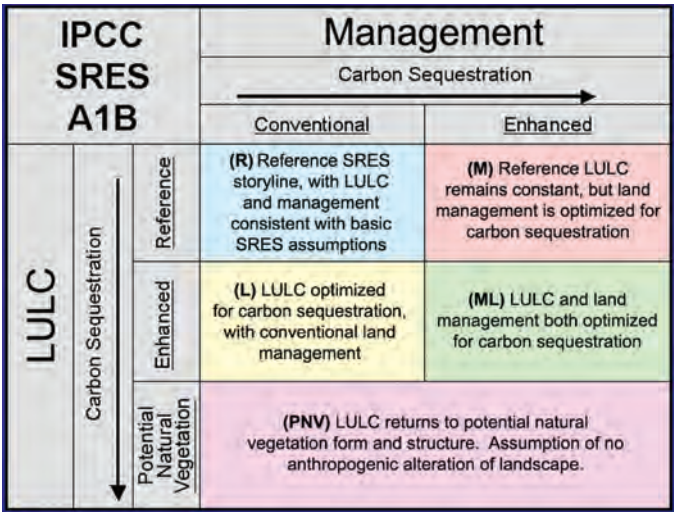 IPCC
SRES
A1B
Management
Carbon Sequestration
Conventional
Enhanced
LULC
Carbon Sequestration
Reference
(R) Reference SRES
storyline, with LULC
and management
consistent with basic
SRES assumptions
(M) Reference LULC
remains constant, but land
management is optimized for
carbon sequestration
Enhanced
(L) LULC optimized
for carbon sequestration,
with conventional land
management
(ML) LULC and land
management both optimized
for carbon sequestration
Potential
Natural
Vegetation
(PNV) LULC returns to potential natural
vegetation form and structure. Assumption of no
anthropogenic alteration of landscape.